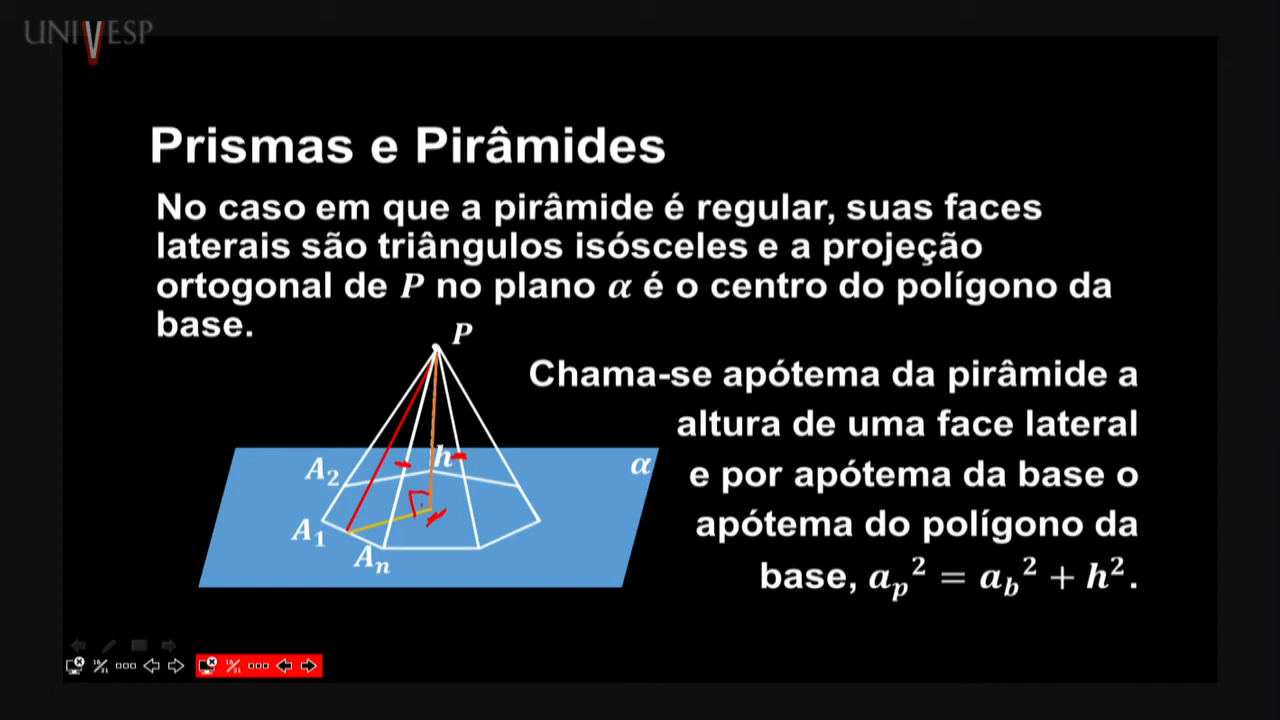 UNIVESP
Prismas e Pirâmides
No caso em que a pirâmide é regular, suas faces
laterais são triângulos isósceles e a projeção
ortogonal de P no plano α é o centro do polígono da
base.
P
Chama-se apótema da pirâmide a
altura de uma face lateral
e por apótema da base o
apótema do polígono da
base, aₚ² = a_b² + h².
h
α
A₂
A₁
Aₙ